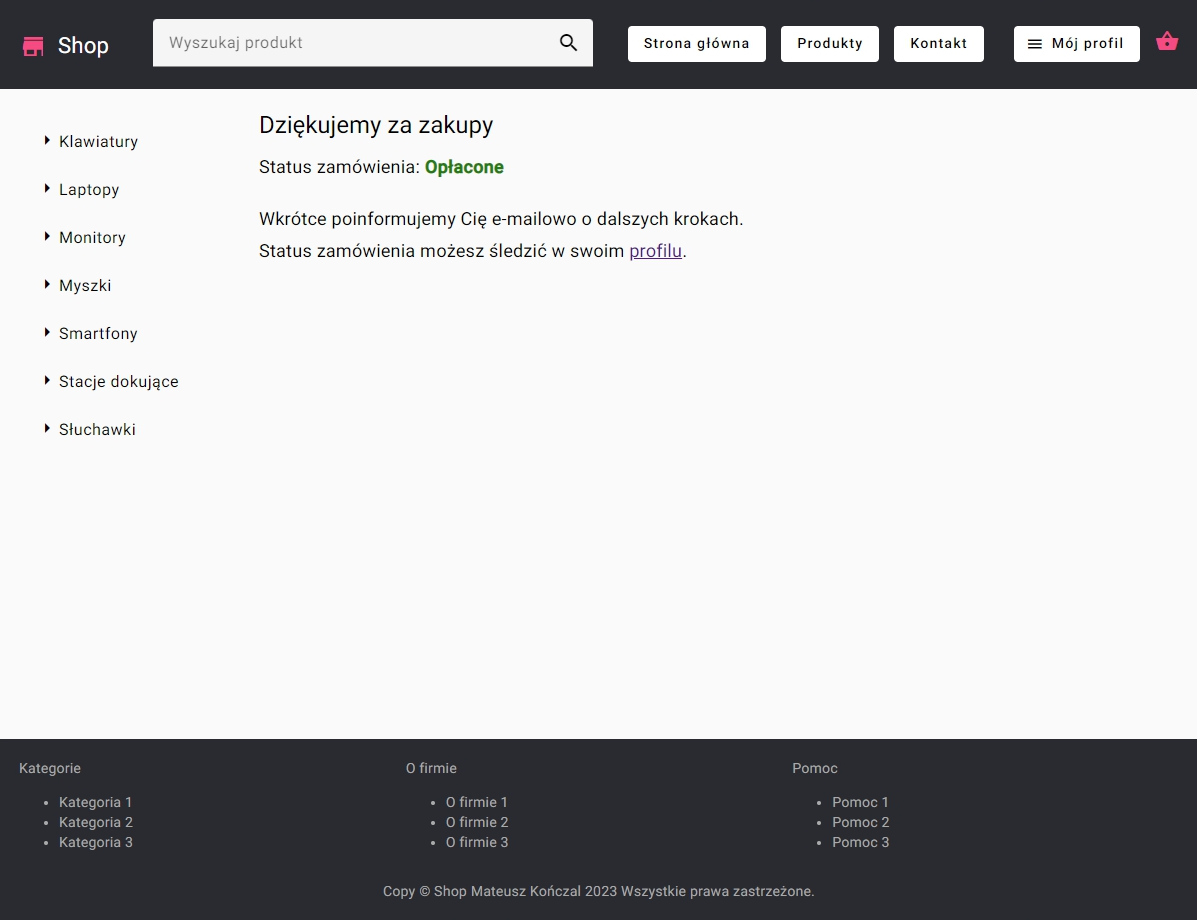 Shop
Wyszukaj produkt
Strona główna
Produkty
Kontakt
Mój profil
Klawiatury
Laptopy
Monitory
Myszki
Smartfony
Stacje dokujące
Słuchawki
Dziękujemy za zakupy
Status zamówienia: Opłacone
Wkrótce poinformujemy Cię e-mailowo o dalszych krokach.
Status zamówienia możesz śledzić w swoim profilu.
Kategorie
Kategoria 1
Kategoria 2
Kategoria 3
O firmie
O firmie 1
O firmie 2
O firmie 3
Pomoc
Pomoc 1
Pomoc 2
Pomoc 3
Copy © Shop Mateusz Kończal 2023 Wszystkie prawa zastrzeżone.